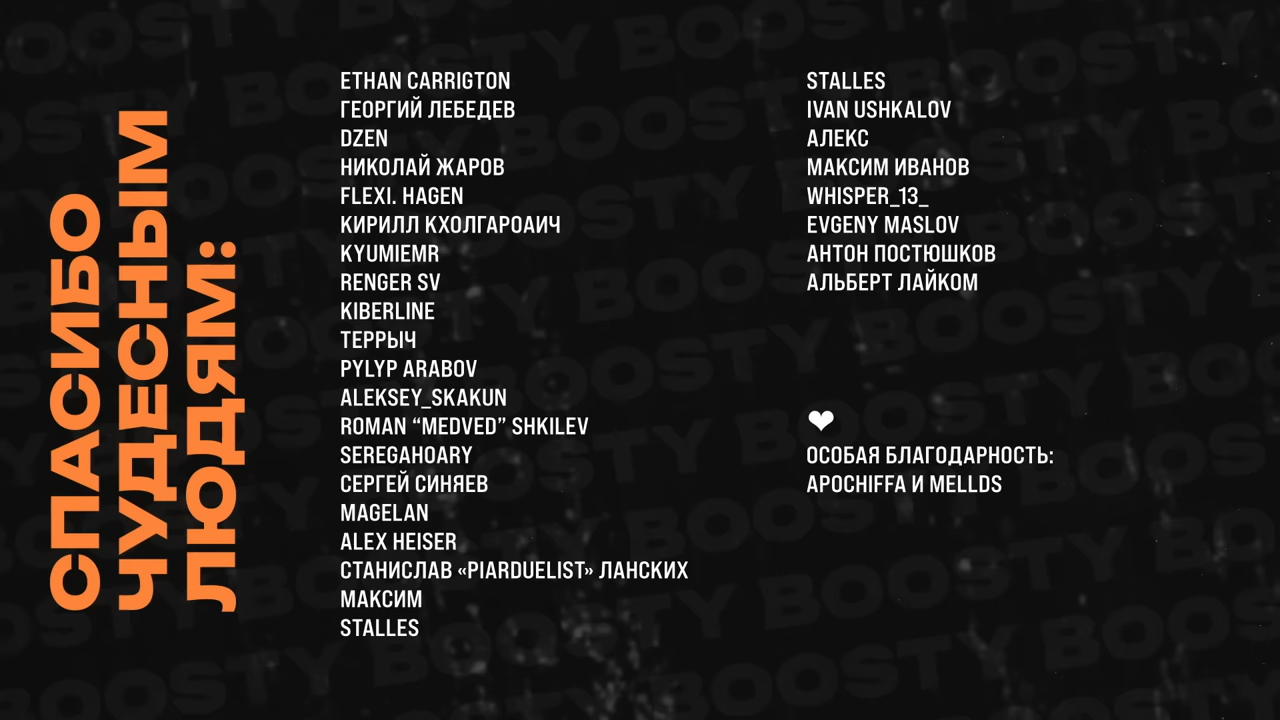 СПАСИБО
ЧУДЕСНЫМ
ЛЮДЯМ:
ETHAN CARRIGTON
ГЕОРГИЙ ЛЕБЕДЕВ
DZEN
НИКОЛАЙ ЖАРОВ
FLEXI. HAGEN
КИРИЛЛ КХОЛГАРОАИЧ
KYUMIEMR
RENGER SV
KIBERLINE
ТЕРРЫЧ
PYLYP ARABOV
ALEKSEY_SKAKUN
ROMAN “MEDVED” SHKILEV
SEREGAHOARY
СЕРГЕЙ СИНЯЕВ
MAGELAN
ALEX HEISER
СТАНИСЛАВ «PIARDUELIST» ЛАНСКИХ
МАКСИМ
STALLES
STALLES
IVAN USHKALOV
АЛЕКС
МАКСИМ ИВАНОВ
WHISPER_13_
EVGENY MASLOV
АНТОН ПОСТЮШКОВ
АЛЬБЕРТ ЛАЙКОМ
❤
ОСОБАЯ БЛАГОДАРНОСТЬ:
APOCHIFFA И MELLDS